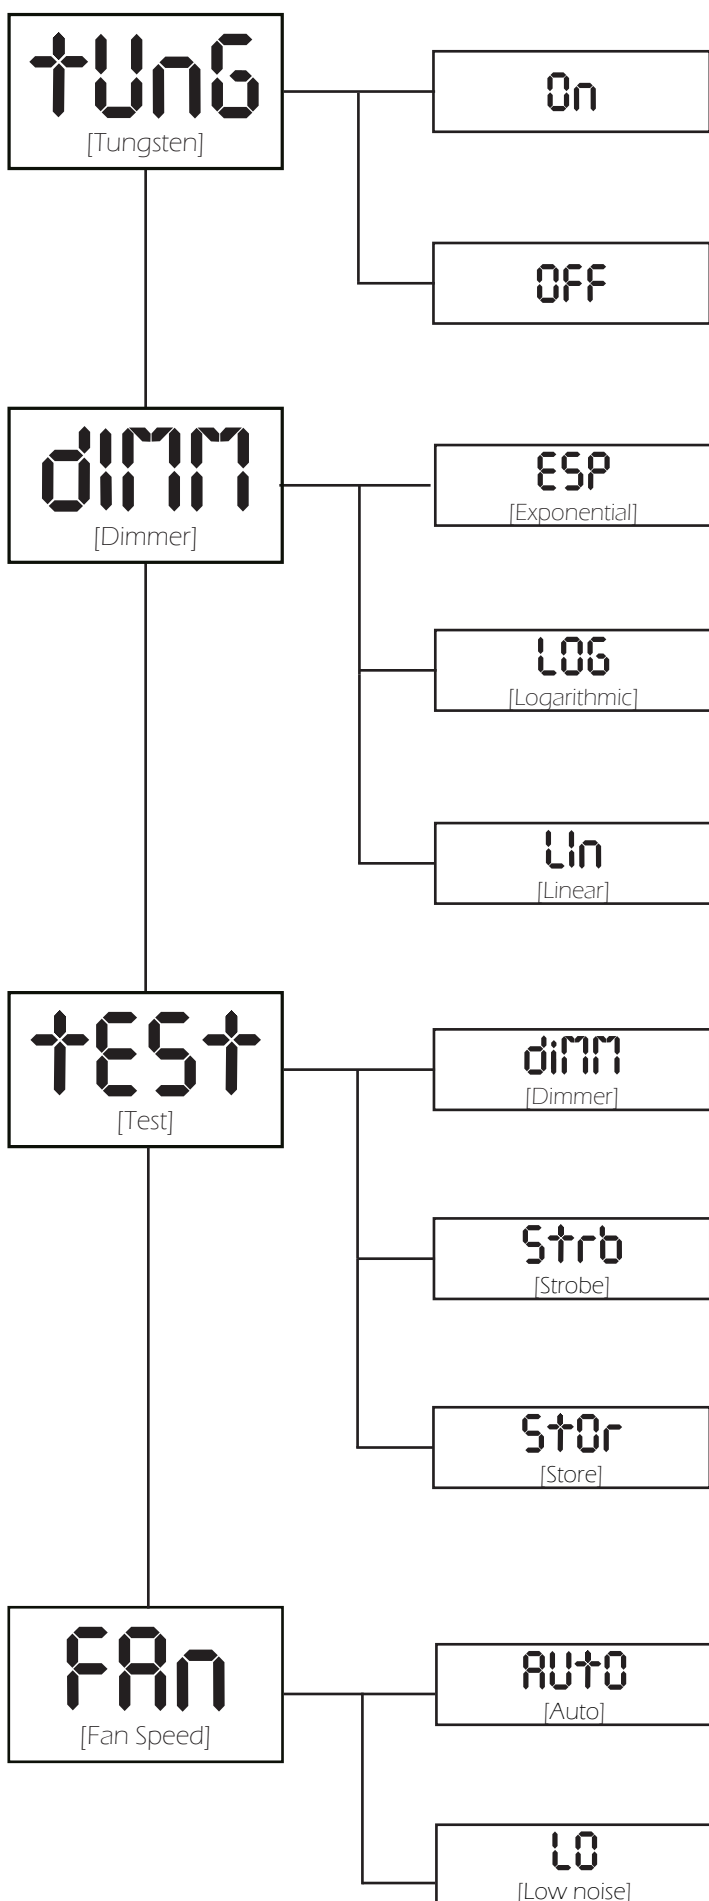 tUnG
[Tungsten]
On
OFF
diMM
[Dimmer]
ESP
[Exponential]
LOG
[Logarithmic]
LIn
[Linear]
tESt
[Test]
diMM
[Dimmer]
Strb
[Strobe]
StOr
[Store]
FAn
[Fan Speed]
AUtO
[Auto]
LO
[Low noise]